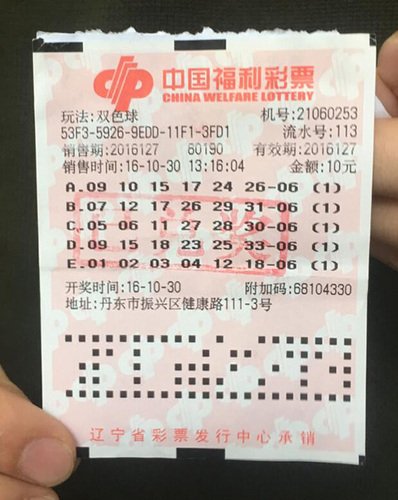 中国福利彩票
CHINA WELFARE LOTTERY
玩法:双色球 机号:21060253
53F3-5926-9EDD-11F1-3FD1 流水号:113
销售期:2016127 80190 有效期:2016127
销售时间:16-10-30 13:16:04 金额:10元
A.09 10 15 17 24 26-06 (1)
B.07 12 17 26 29 31-06 (1)
C.05 06 11 27 28 30-06 (1)
D.09 15 18 23 25 33-06 (1)
E.01 02 03 04 12 18-06 (1)
已兑奖
开奖时间:16-10-30 附加码:68104330
地址:丹东市振兴区健康路111-3号
辽宁省彩票发行中心承销